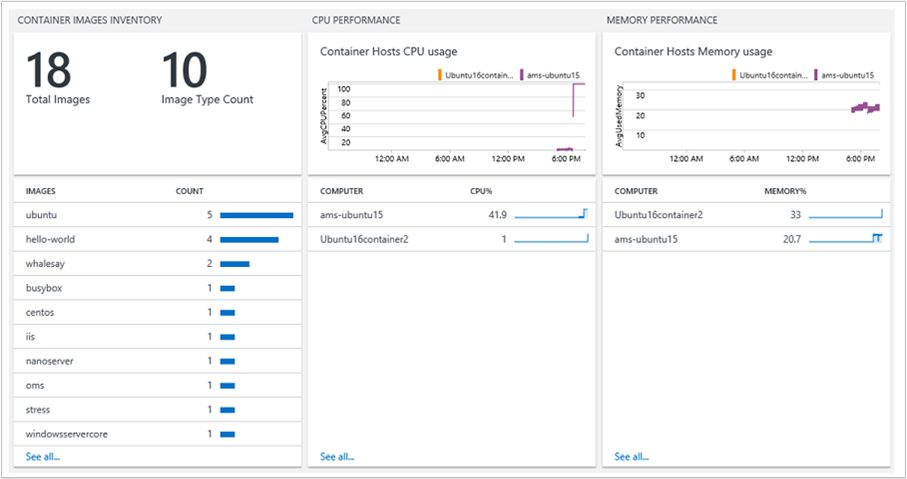 CONTAINER IMAGES INVENTORY
18
Total Images
10
Image Type Count
IMAGES COUNT
ubuntu 5
hello-world 4
whalesay 2
busybox 1
centos 1
iis 1
nanoserver 1
oms 1
stress 1
windowsservercore 1
See all...
CPU PERFORMANCE
Container Hosts CPU usage
Ubuntu16contain... ams-ubuntu15
AvgCPUPercent
100
80
60
40
20
12:00 AM 6:00 AM 12:00 PM 6:00 PM
COMPUTER CPU%
ams-ubuntu15 41.9
Ubuntu16container2 1
See all...
MEMORY PERFORMANCE
Container Hosts Memory usage
Ubuntu16contain... ams-ubuntu15
AvgUsedMemory
30
20
10
12:00 AM 6:00 AM 12:00 PM 6:00 PM
COMPUTER MEMORY%
Ubuntu16container2 33
ams-ubuntu15 20.7
See all...